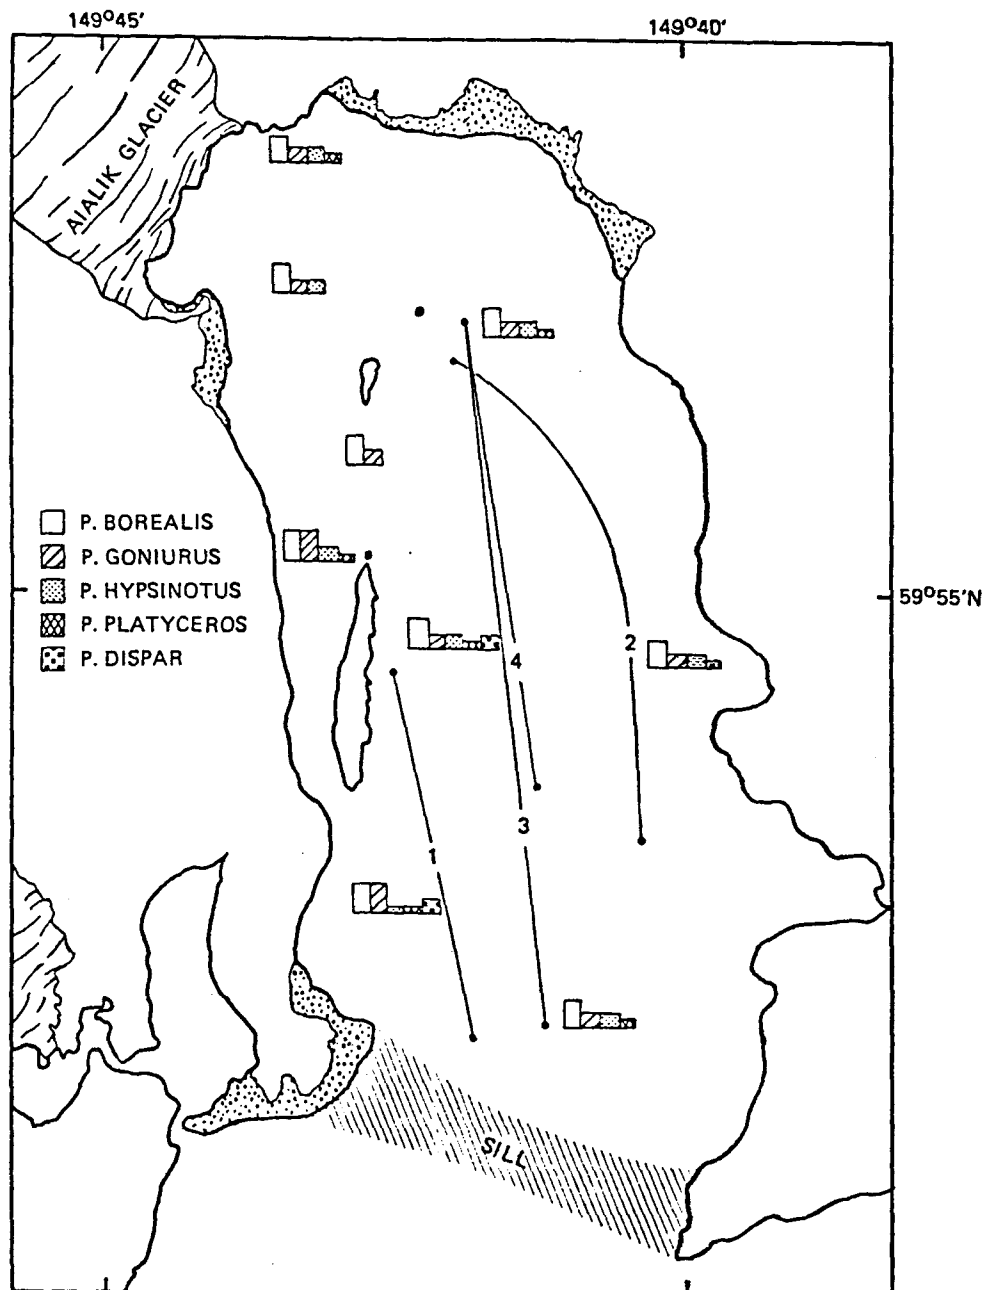 149°45'
149°40'
AIALIK GLACIER
P. BOREALIS
P. GONIURUS
P. HYPSINOTUS
P. PLATYCEROS
P. DISPAR
59°55'N
2
4
3
1
SILL